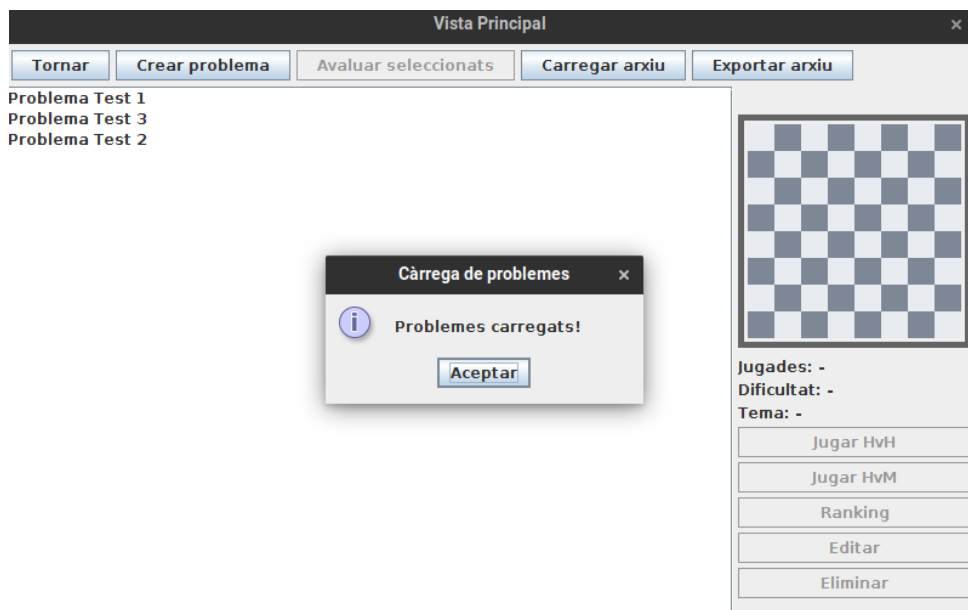 Vista Principal
Tornar Crear problema Avaluar seleccionats Carregar arxiu Exportar arxiu
Problema Test 1
Problema Test 3
Problema Test 2
Càrrega de problemes
Problemes carregats!
Aceptar
Jugades: -
Dificultat: -
Tema: -
Jugar HvH
Jugar HvM
Ranking
Editar
Eliminar